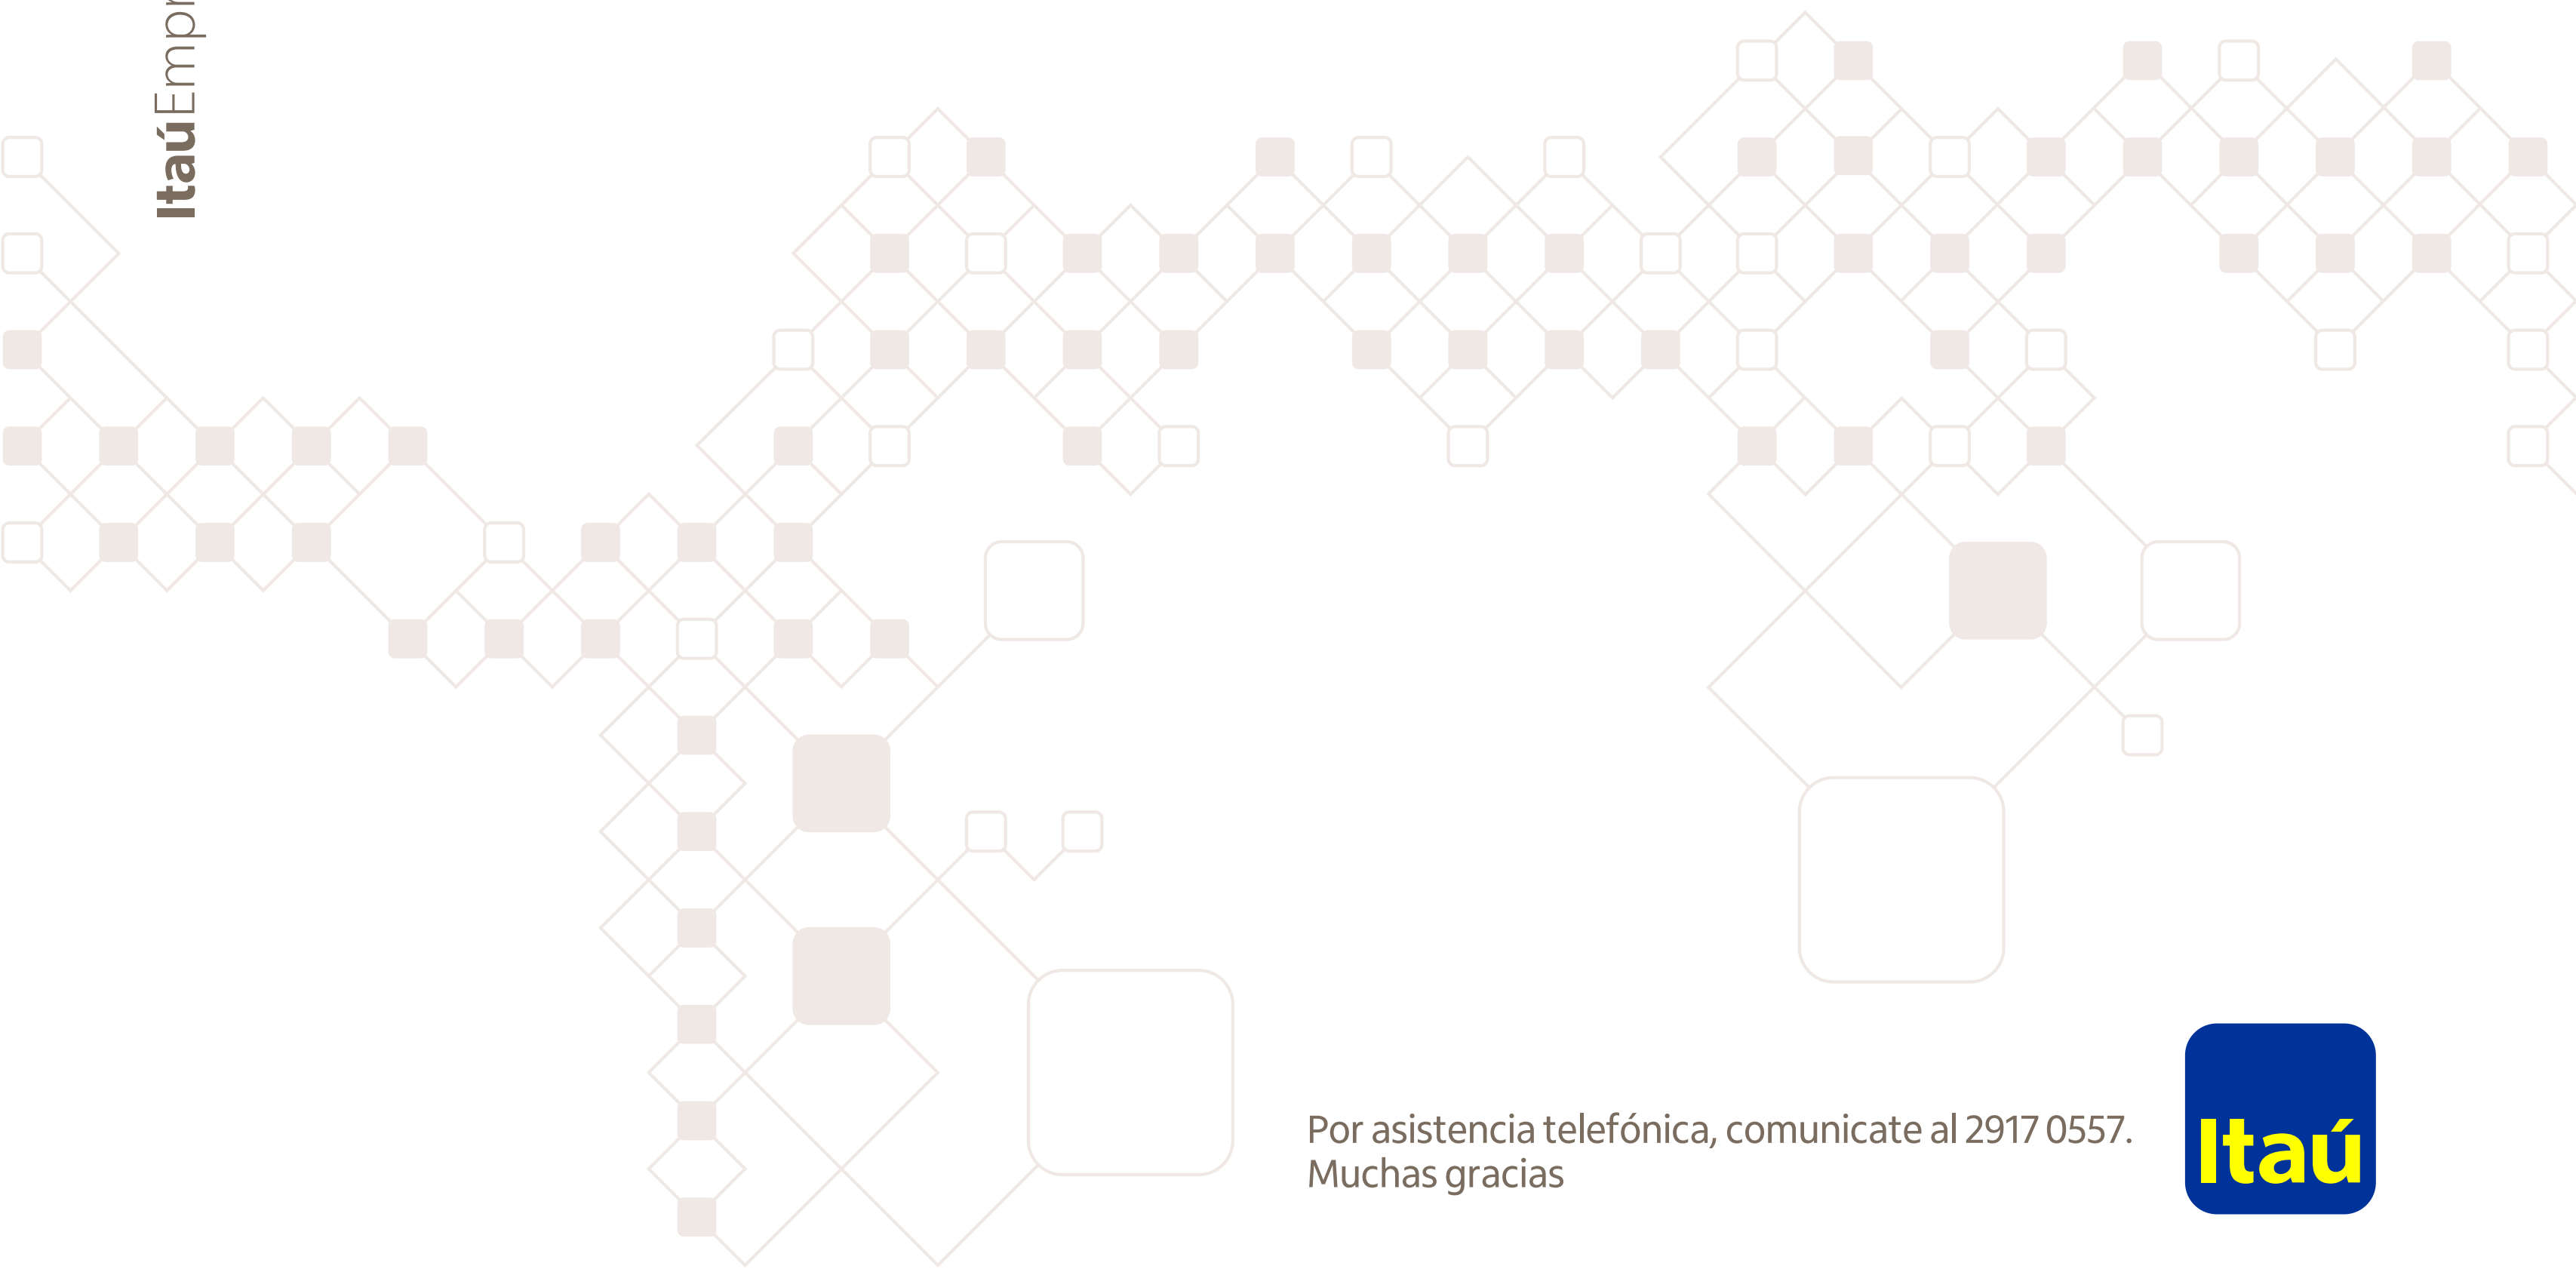 ItaúEmpr
Por asistencia telefónica, comunicate al 2917 0557.
Muchas gracias
Itaú